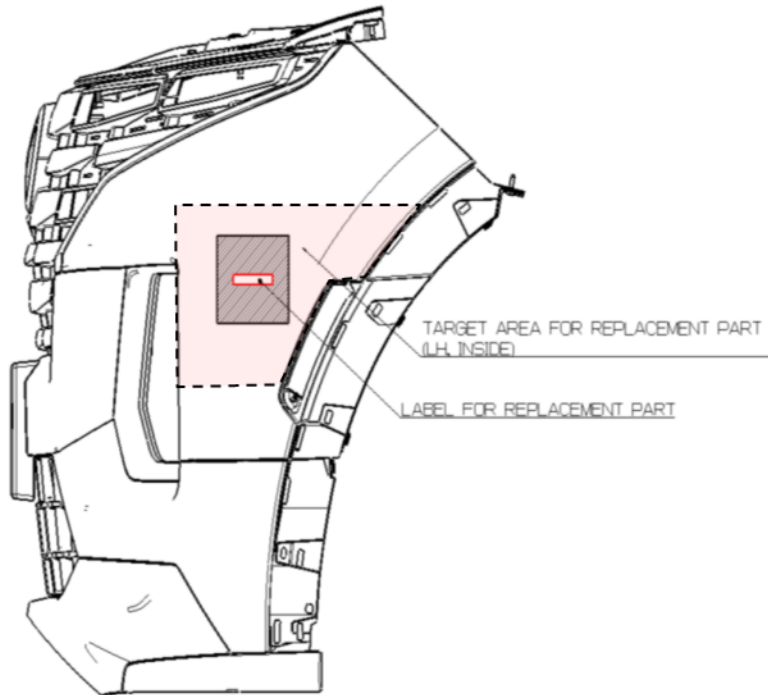 TARGET AREA FOR REPLACEMENT PART
(LH, INSIDE)
LABEL FOR REPLACEMENT PART